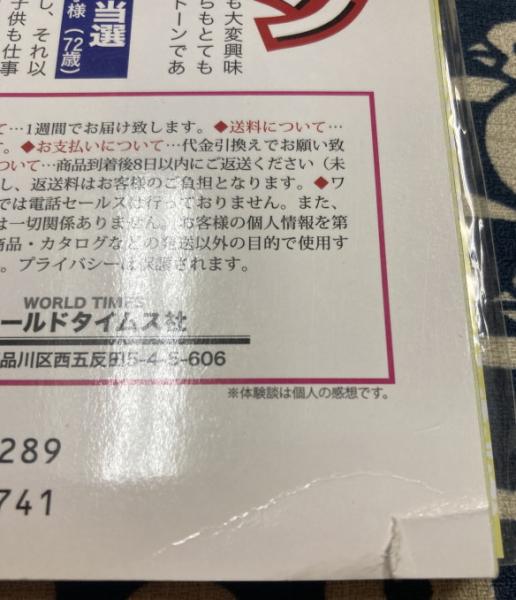 も大変興味
らもとても
トーンであ
当選
様（72歳）
し、それ以
子供も仕事
ン
て…1週間でお届け致します。◆送料について…
す。◆お支払いについて…代金引換えでお願い致
ついて…商品到着後8日以内にご返送ください（未
し、返送料はお客様のご負担となります。◆ワ
では電話セールスは行っておりません。また、
は一切関係ありません。お客様の個人情報を第
商品・カタログなどの発送以外の目的で使用す
。プライバシーは保護されます。
WORLD TIMES
ールドタイムス社
品川区西五反田5-4-5-606
※体験談は個人の感想です。
289
741